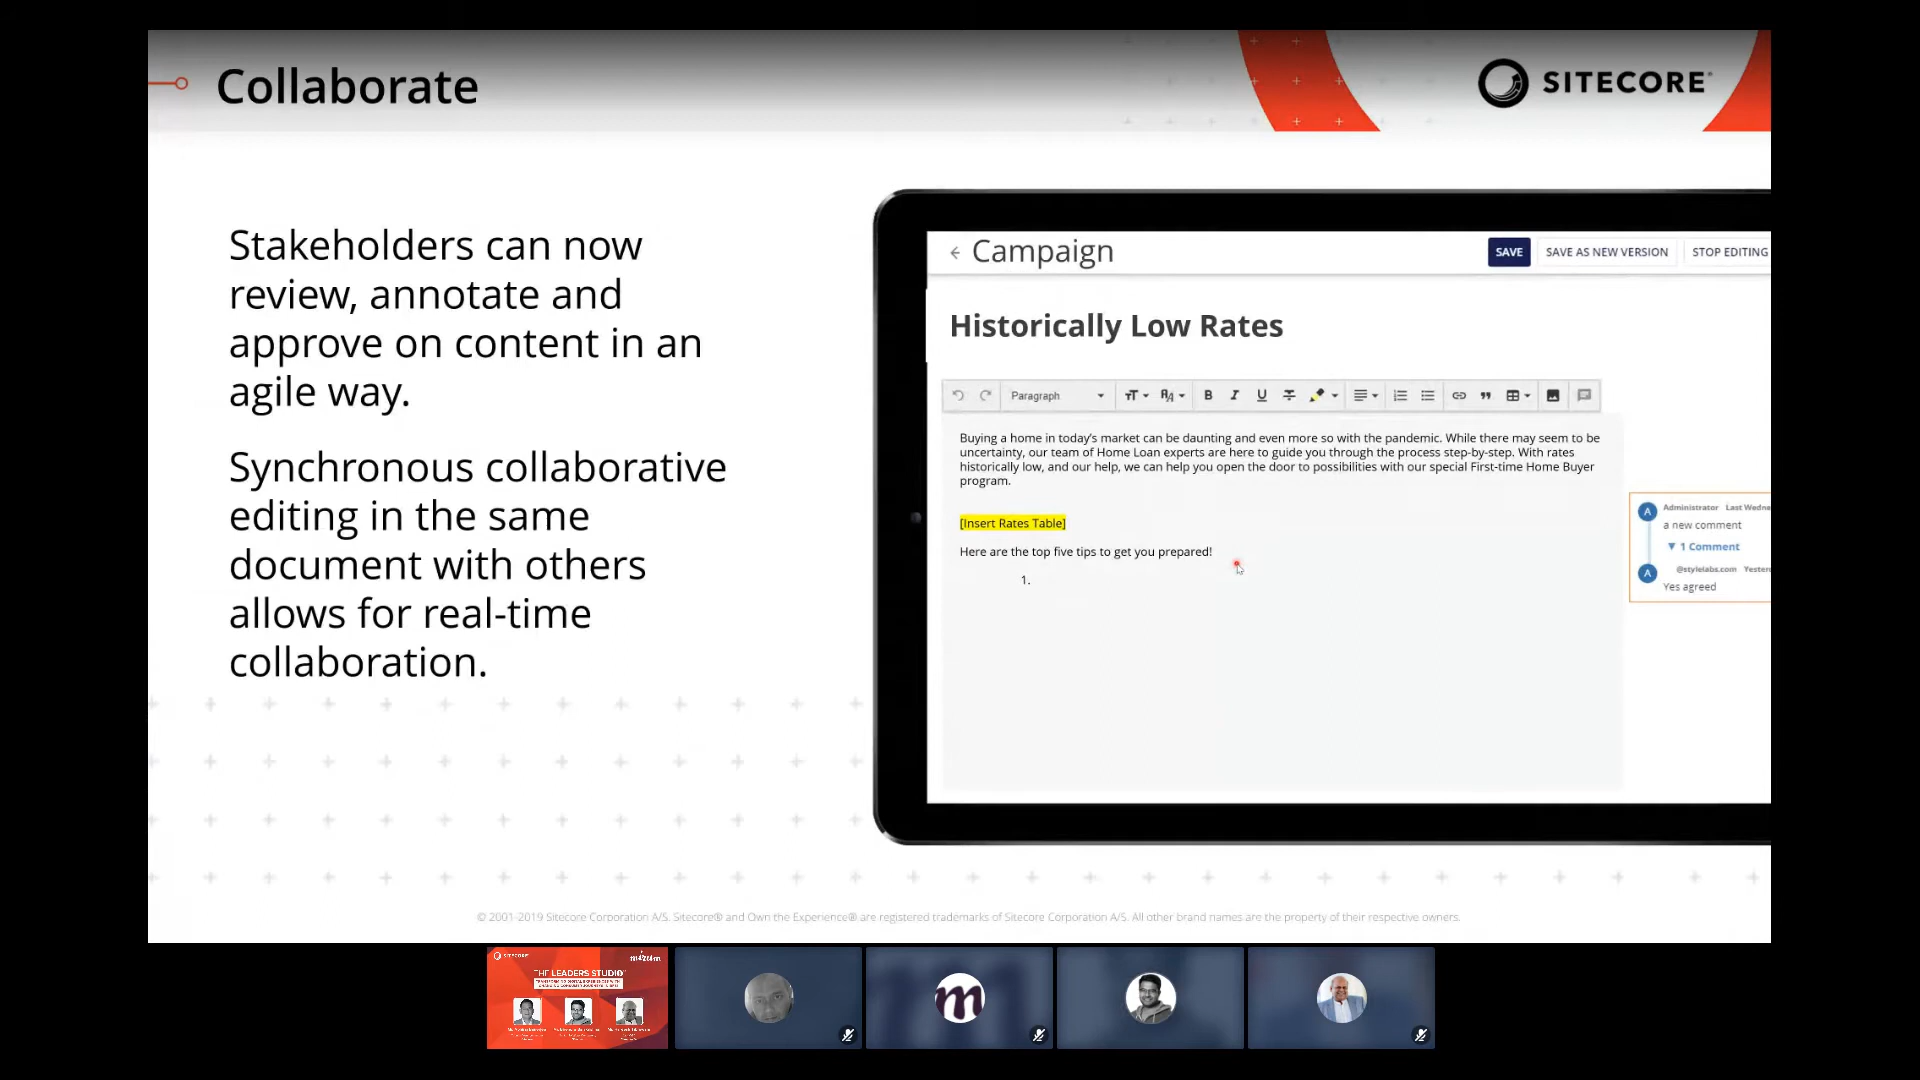 Collaborate
SITECORE
Stakeholders can now
review, annotate and
approve on content in an
agile way.
Synchronous collaborative
editing in the same
document with others
allows for real-time
collaboration.
Campaign
SAVE
SAVE AS NEW VERSION
STOP EDITING
Historically Low Rates
Paragraph
Buying a home in today's market can be daunting and even more so with the pandemic. While there may seem to be
uncertainty, our team of Home Loan experts are here to guide you through the process step-by-step. With rates
historically low, and our help, we can help you open the door to possibilities with our special First-time Home Buyer
program.
[Insert Rates Table]
Here are the top five tips to get you prepared!
1.
A Administrator Last Wedne
a new comment
▼ 1 Comment
A @stylelabs.com Yester
Yes agreed
© 2001-2019 Sitecore Corporation A/S. Sitecore® and Own the Experience® are registered trademarks of Sitecore Corporation A/S. All other brand names are the property of their respective owners.
SITECORE
THE LEADERS STUDIO
m